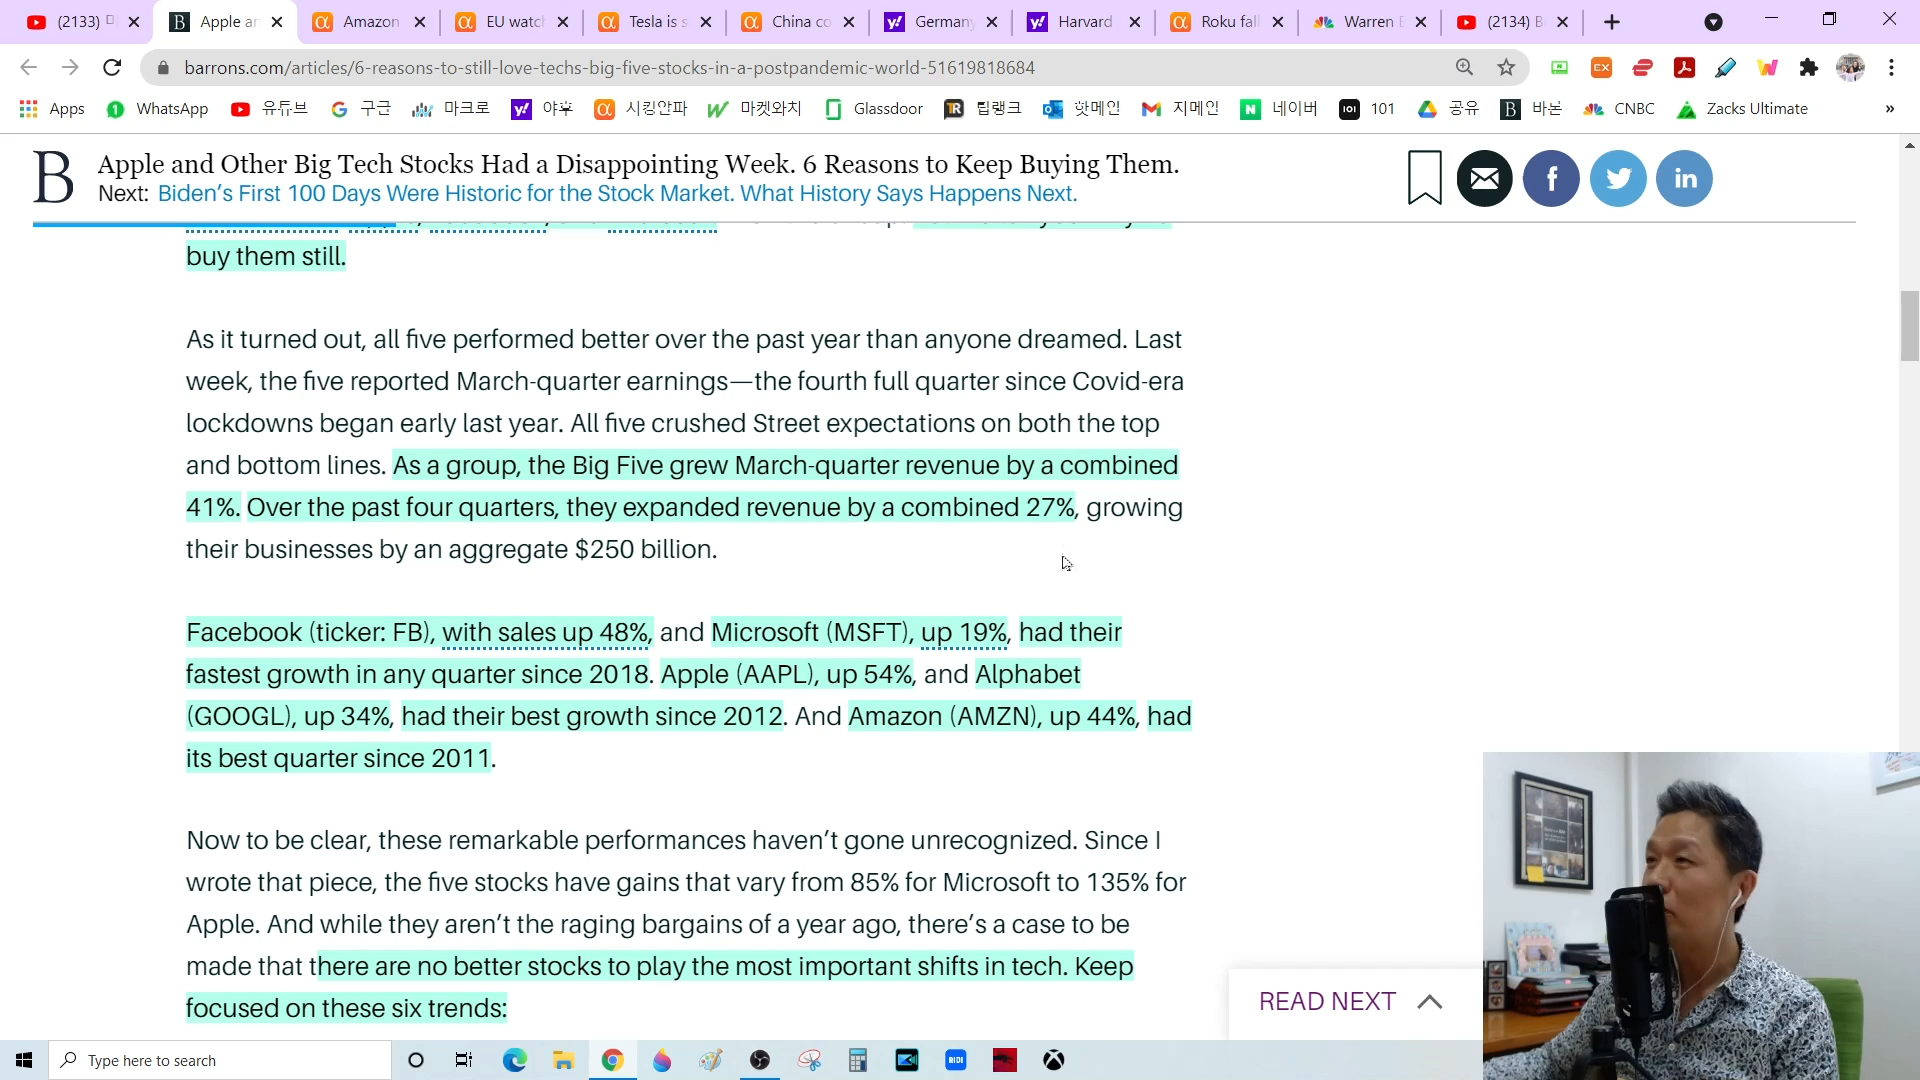 (2133) ㅁ
Apple ar
Amazon
EU watc
Tesla is s
China co
Germany
Harvard
Roku fall
Warren B
(2134) B
barrons.com/articles/6-reasons-to-still-love-techs-big-five-stocks-in-a-postpandemic-world-51619818684
Apps
WhatsApp
유튜브
구근
마크로
야후
시킹안파
마켓와치
Glassdoor
팁랭크
핫메인
지메인
네이버
101
공유
바론
CNBC
Zacks Ultimate
»
B
Apple and Other Big Tech Stocks Had a Disappointing Week. 6 Reasons to Keep Buying Them.
Next: Biden's First 100 Days Were Historic for the Stock Market. What History Says Happens Next.
buy them still.
As it turned out, all five performed better over the past year than anyone dreamed. Last
week, the five reported March-quarter earnings—the fourth full quarter since Covid-era
lockdowns began early last year. All five crushed Street expectations on both the top
and bottom lines. As a group, the Big Five grew March-quarter revenue by a combined
41%. Over the past four quarters, they expanded revenue by a combined 27%, growing
their businesses by an aggregate $250 billion.
Facebook (ticker: FB), with sales up 48%, and Microsoft (MSFT), up 19%, had their
fastest growth in any quarter since 2018. Apple (AAPL), up 54%, and Alphabet
(GOOGL), up 34%, had their best growth since 2012. And Amazon (AMZN), up 44%, had
its best quarter since 2011.
Now to be clear, these remarkable performances haven't gone unrecognized. Since I
wrote that piece, the five stocks have gains that vary from 85% for Microsoft to 135% for
Apple. And while they aren't the raging bargains of a year ago, there's a case to be
made that there are no better stocks to play the most important shifts in tech. Keep
focused on these six trends:
READ NEXT
Type here to search
RIDI